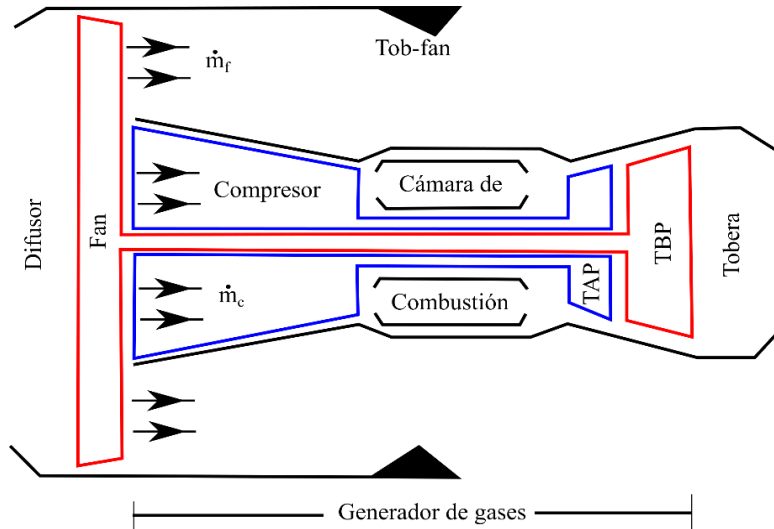 Tob-fan
ṁf
Compresor
Cámara de
Difusor
Fan
TBP
Tobera
ṁc
TAP
Combustión
Generador de gases